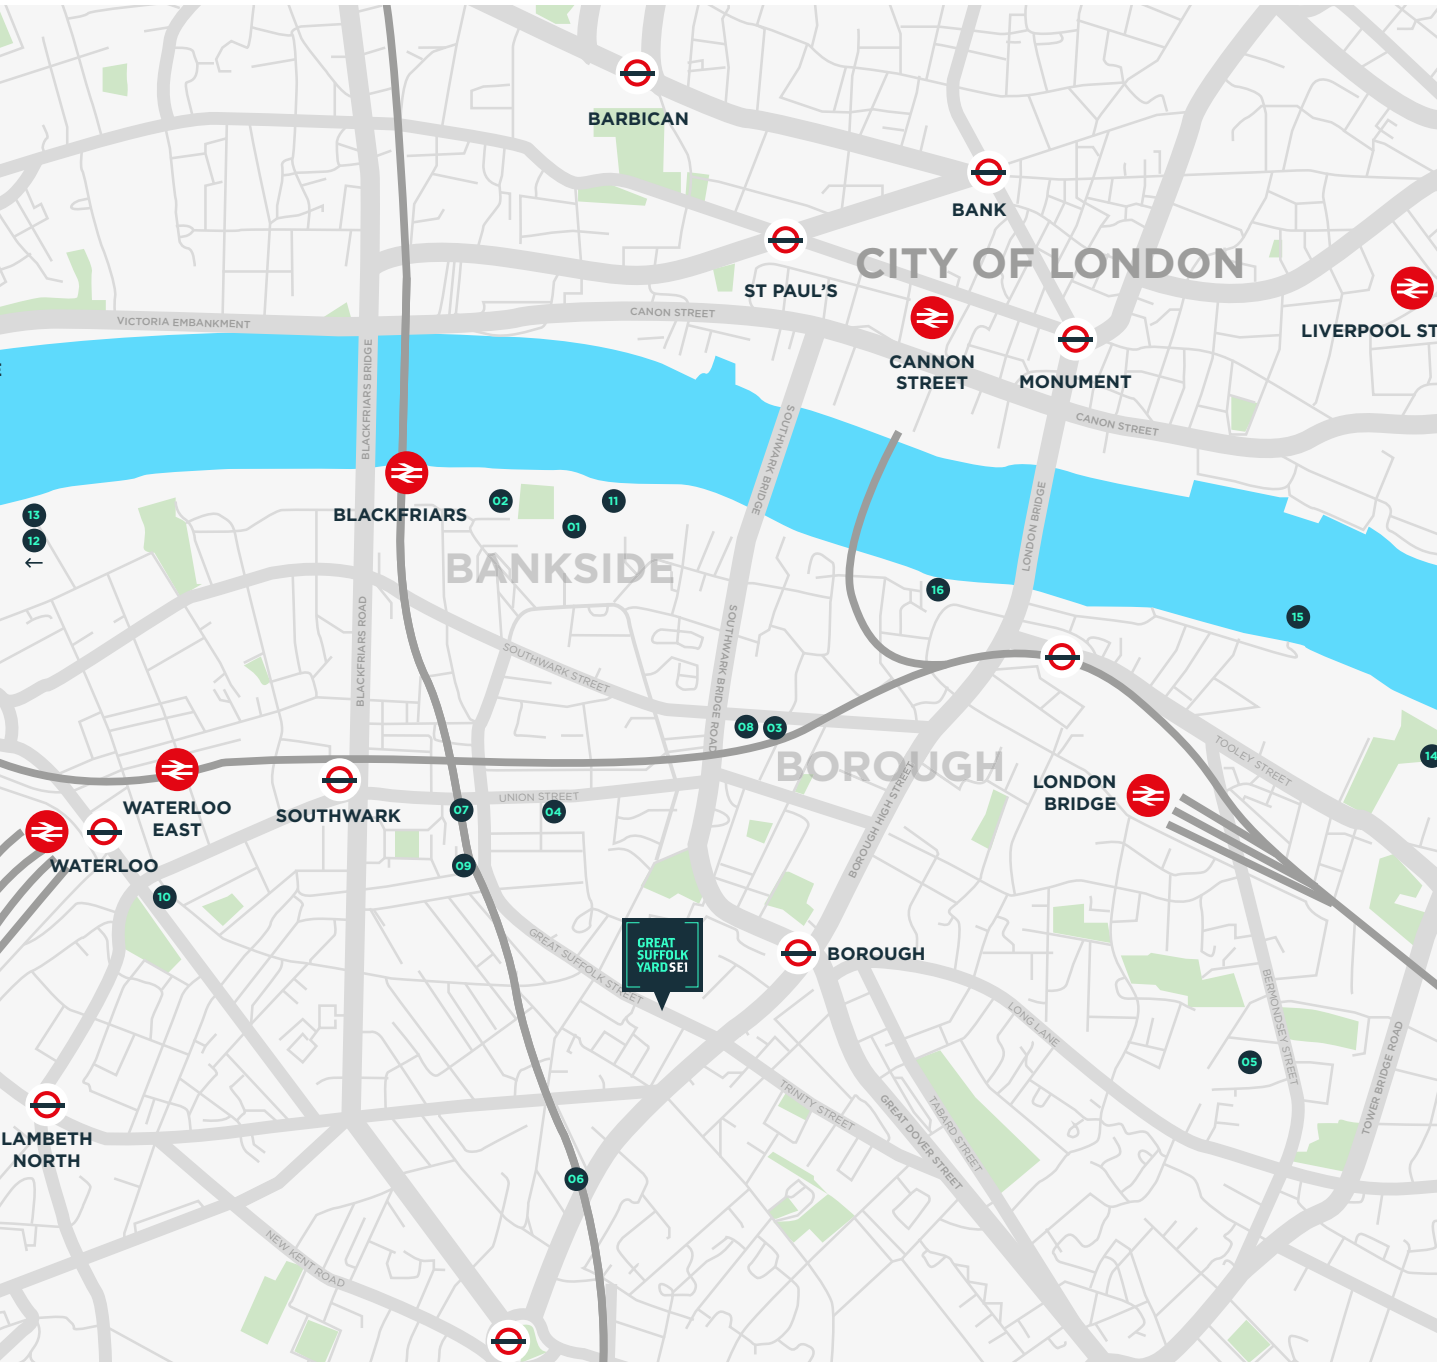 BARBICAN
BANK
CITY OF LONDON
ST PAUL'S
LIVERPOOL ST
VICTORIA EMBANKMENT
CANON STREET
CANNON
STREET
MONUMENT
E
BLACKFRIARS BRIDGE
SOUTHWARK BRIDGE
CANON STREET
LONDON BRIDGE
13
12
←
BLACKFRIARS
02
11
01
BANKSIDE
16
15
BLACKFRIARS ROAD
SOUTHWARK STREET
SOUTHWARK BRIDGE ROAD
08
03
BOROUGH
TOOLEY STREET
14
LONDON
BRIDGE
WATERLOO
EAST
SOUTHWARK
UNION STREET
07
04
BOROUGH HIGH STREET
WATERLOO
09
10
GREAT
SUFFOLK
YARDSE1
GREAT SUFFOLK STREET
BOROUGH
LONG LANE
BERMONDSEY STREET
05
TOWER BRIDGE ROAD
TRINITY STREET
GREAT DOVER STREET
TABARD STREET
LAMBETH
NORTH
06
NEW KENT ROAD